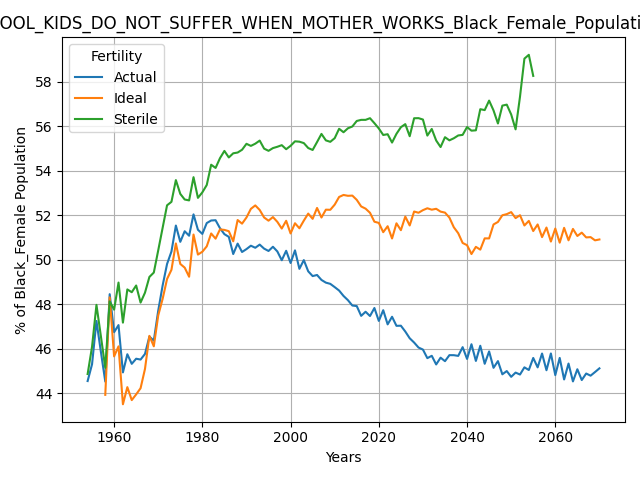 OOL_KIDS_DO_NOT_SUFFER_WHEN_MOTHER_WORKS_Black_Female_Populati
Fertility
Actual
Ideal
Sterile
% of Black_Female Population
58
56
54
52
50
48
46
44
1960 1980 2000 2020 2040 2060
Years